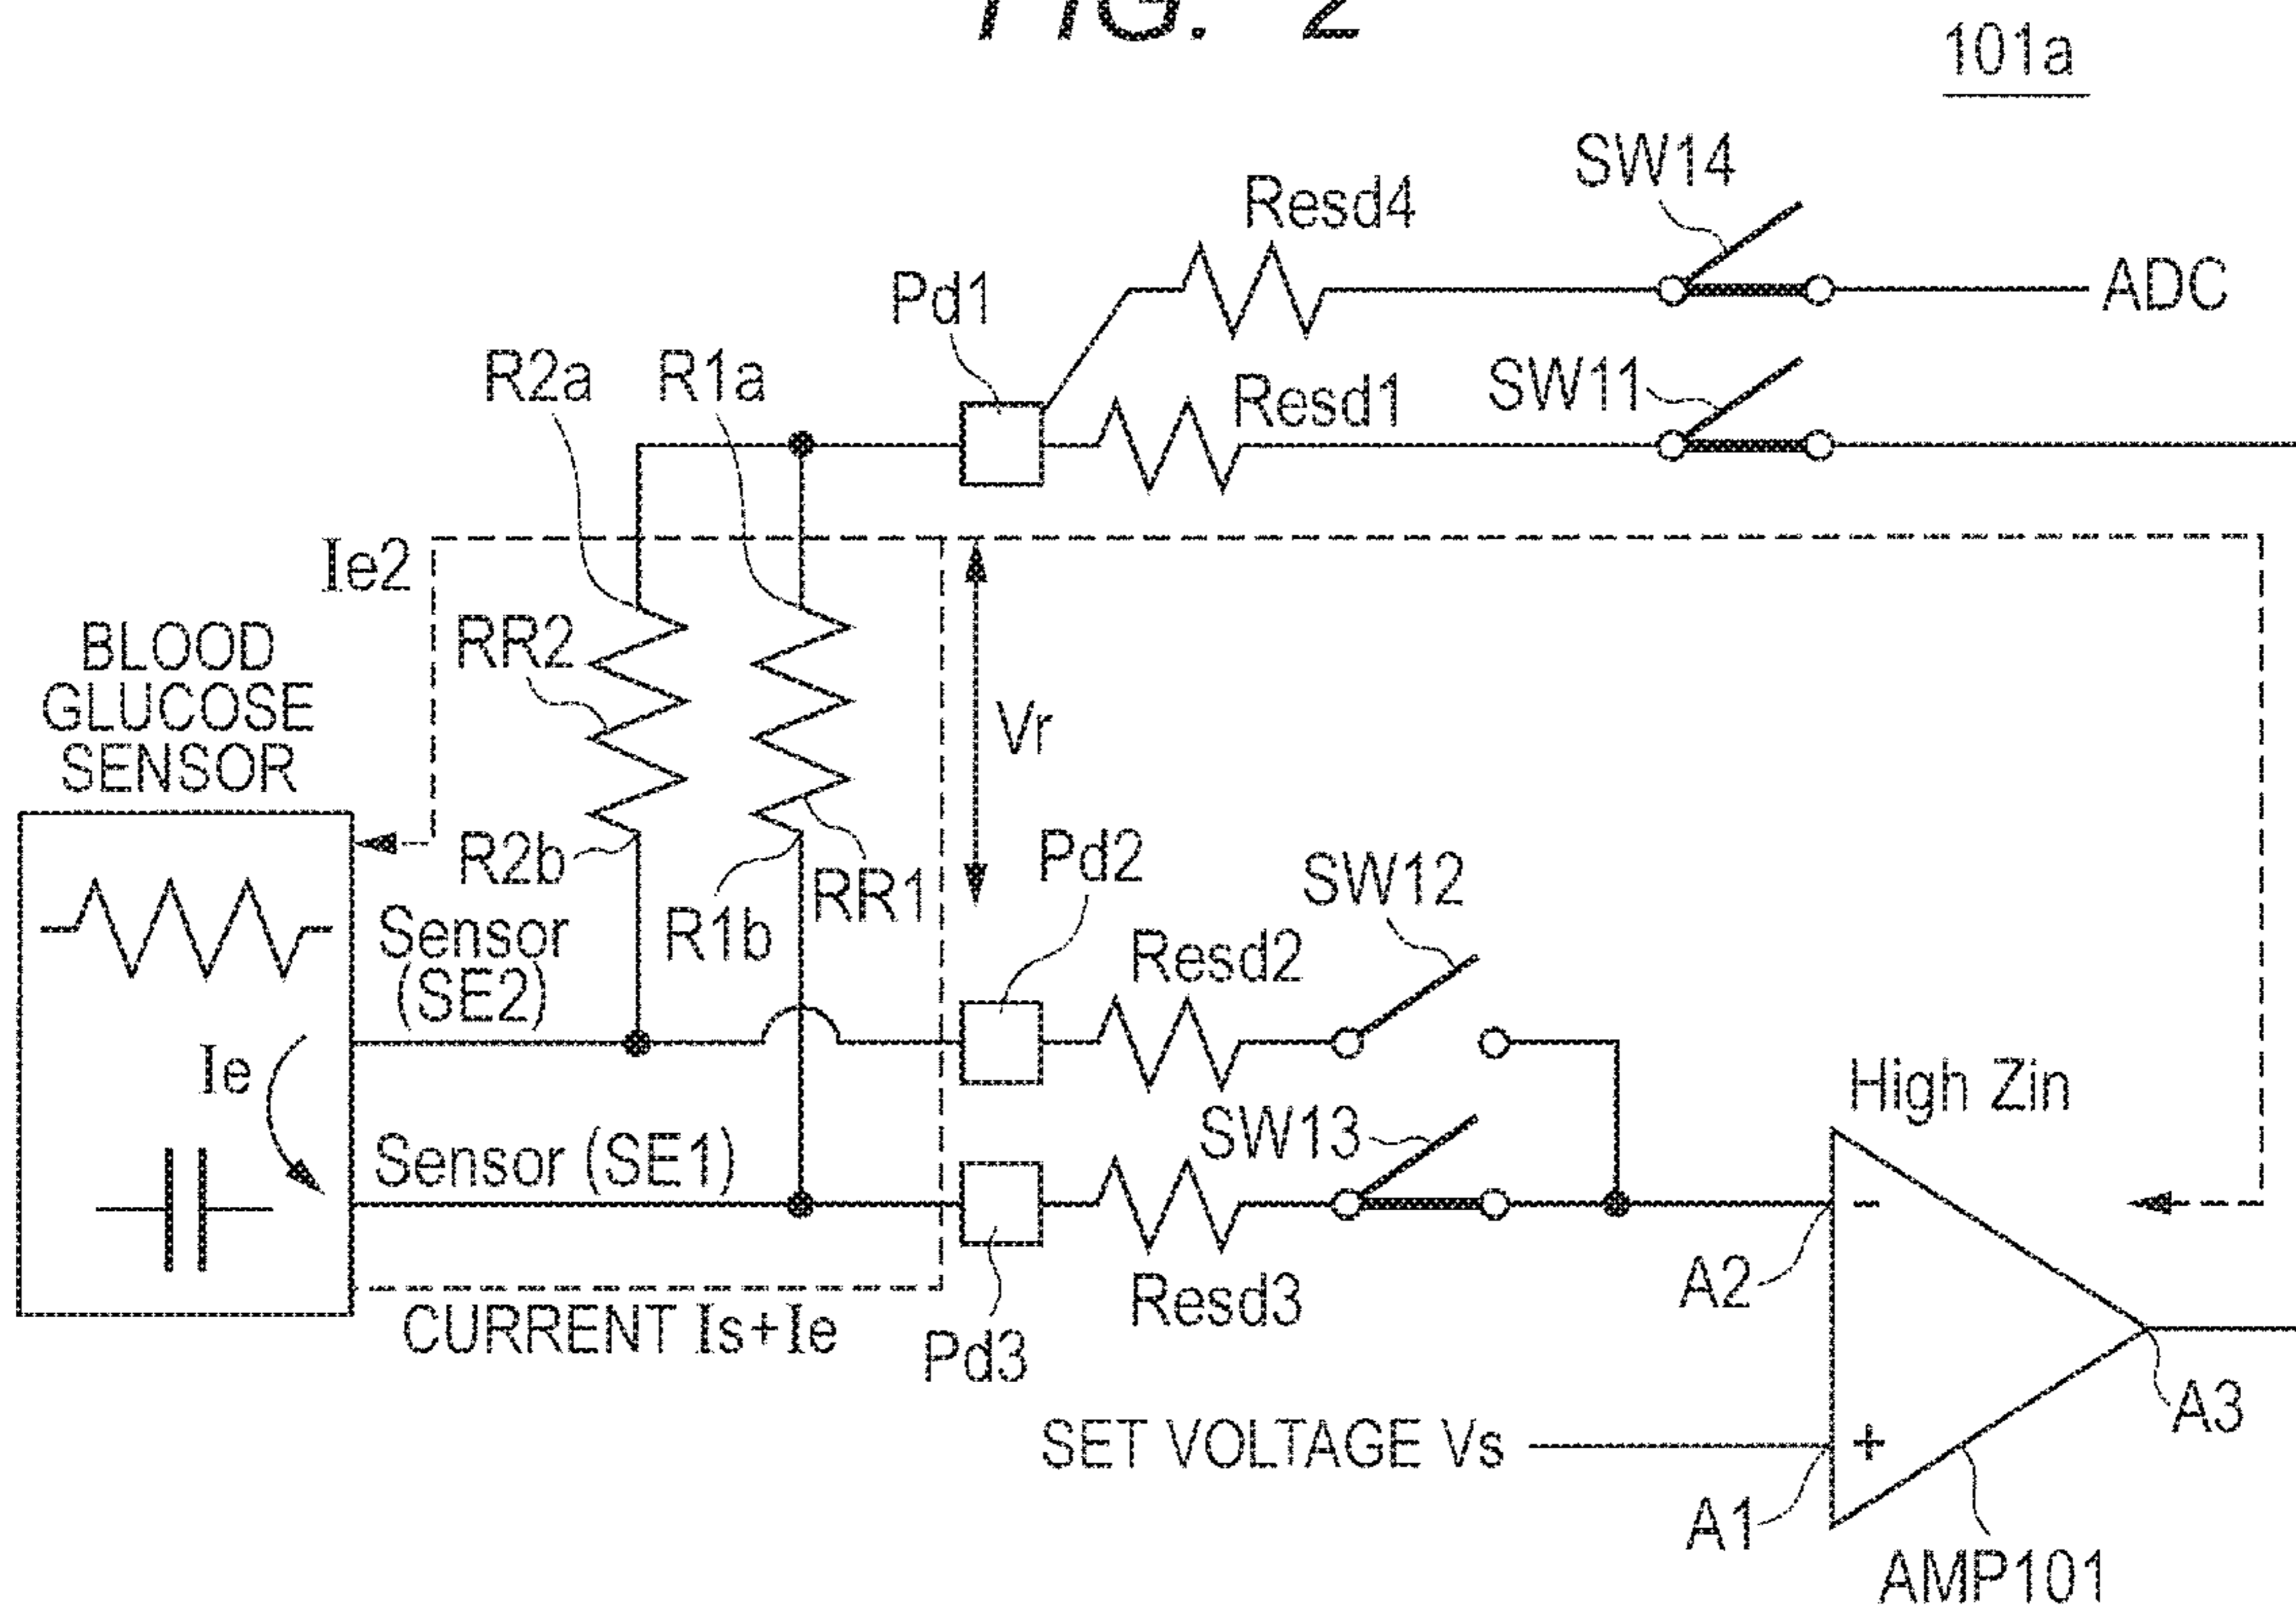 FIG. 2
101a
SW14
Resd4
ADC
Pd1
R2a
R1a
Resd1
SW11
Ie2
RR2
BLOOD
GLUCOSE
SENSOR
Vr
R2b
R1b
RR1
Pd2
SW12
Sensor
(SE2)
Resd2
Ie
High Zin
SW13
Sensor (SE1)
-
A2
Resd3
CURRENT Is+Ie
Pd3
A3
SET VOLTAGE Vs
+
A1
AMP101